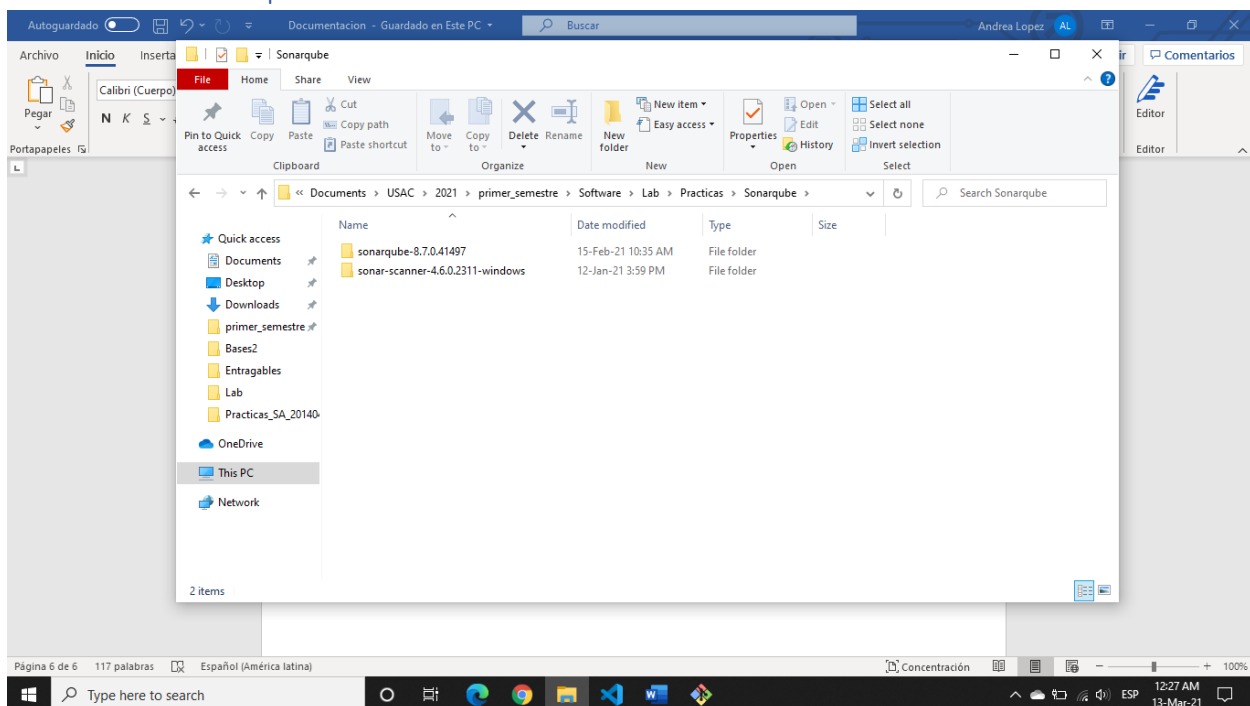 Autoguardado Documentacion - Guardado en Este PC Buscar Andrea Lopez AL
Archivo Inicio Inserta Sonarqube ir Comentarios
File Home Share View
Calibri (Cuerpo)
Pegar
N K S
Portapapeles
Pin to Quick access
Copy
Paste
Cut
Copy path
Paste shortcut
Clipboard
Move to
Copy to
Delete
Rename
Organize
New folder
New item
Easy access
New
Properties
Open
Edit
History
Open
Select all
Select none
Invert selection
Select
Editor
Editor
L
« Documents > USAC > 2021 > primer_semestre > Software > Lab > Practicas > Sonarqube >
Search Sonarqube
Name Date modified Type Size
sonarqube-8.7.0.41497 15-Feb-21 10:35 AM File folder
sonar-scanner-4.6.0.2311-windows 12-Jan-21 3:59 PM File folder
Quick access
Documents
Desktop
Downloads
primer_semestre
Bases2
Entragables
Lab
Practicas_SA_20140
OneDrive
This PC
Network
2 items
Página 6 de 6 117 palabras Español (América latina) Concentración 100%
Type here to search ESP 12:27 AM
13-Mar-21